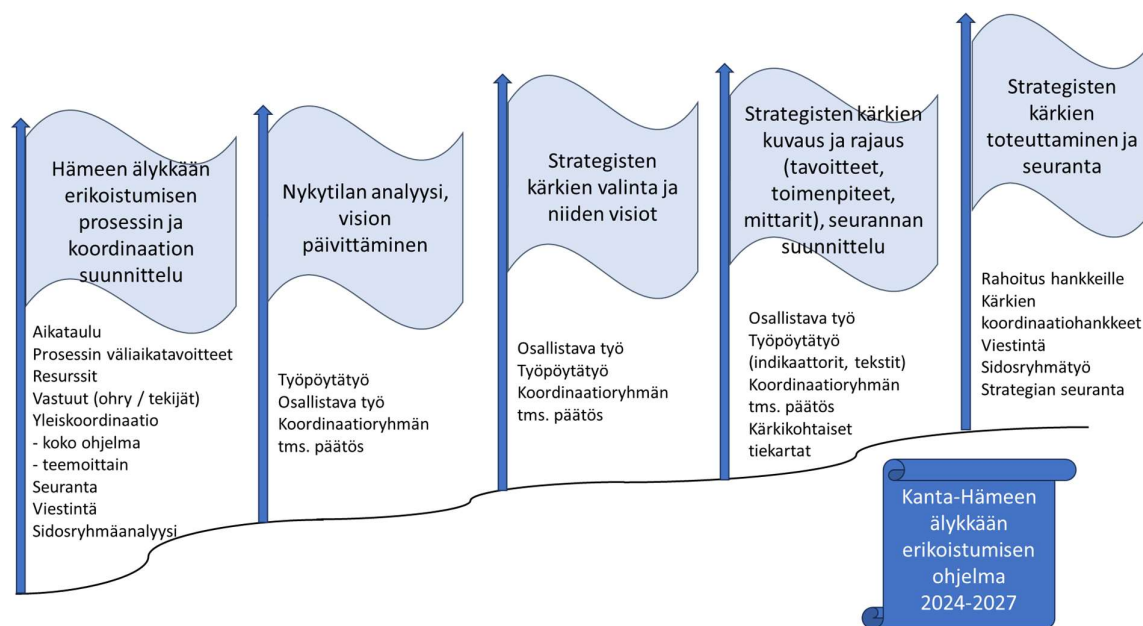 Hämeen älykkään
erikoistumisen
prosessin ja
koordinaation
suunnittelu
Aikataulu
Prosessin väliaikatavoitteet
Resurssit
Vastuut (ohry / tekijät)
Yleiskoordinaatio
- koko ohjelma
- teemoittain
Seuranta
Viestintä
Sidosryhmäanalyysi
Nykytilan analyysi,
vision
päivittäminen
Työpöytätyö
Osallistava työ
Koordinaatioryhmän
tms. päätös
Strategisten
kärkien valinta ja
niiden visiot
Osallistava työ
Työpöytätyö
Koordinaatioryhmän
tms. päätös
Strategisten kärkien
kuvaus ja rajaus
(tavoitteet,
toimenpiteet,
mittarit), seurannan
suunnittelu
Osallistava työ
Työpöytätyö
(indikaattorit, tekstit)
Koordinaatioryhmän
tms. päätös
Kärkikohtaiset
tiekartat
Strategisten
kärkien
toteuttaminen ja
seuranta
Rahoitus hankkeille
Kärkien
koordinaatiohankkeet
Viestintä
Sidosryhmätyö
Strategian seuranta
Kanta-Hämeen
älykkään
erikoistumisen
ohjelma
2024-2027